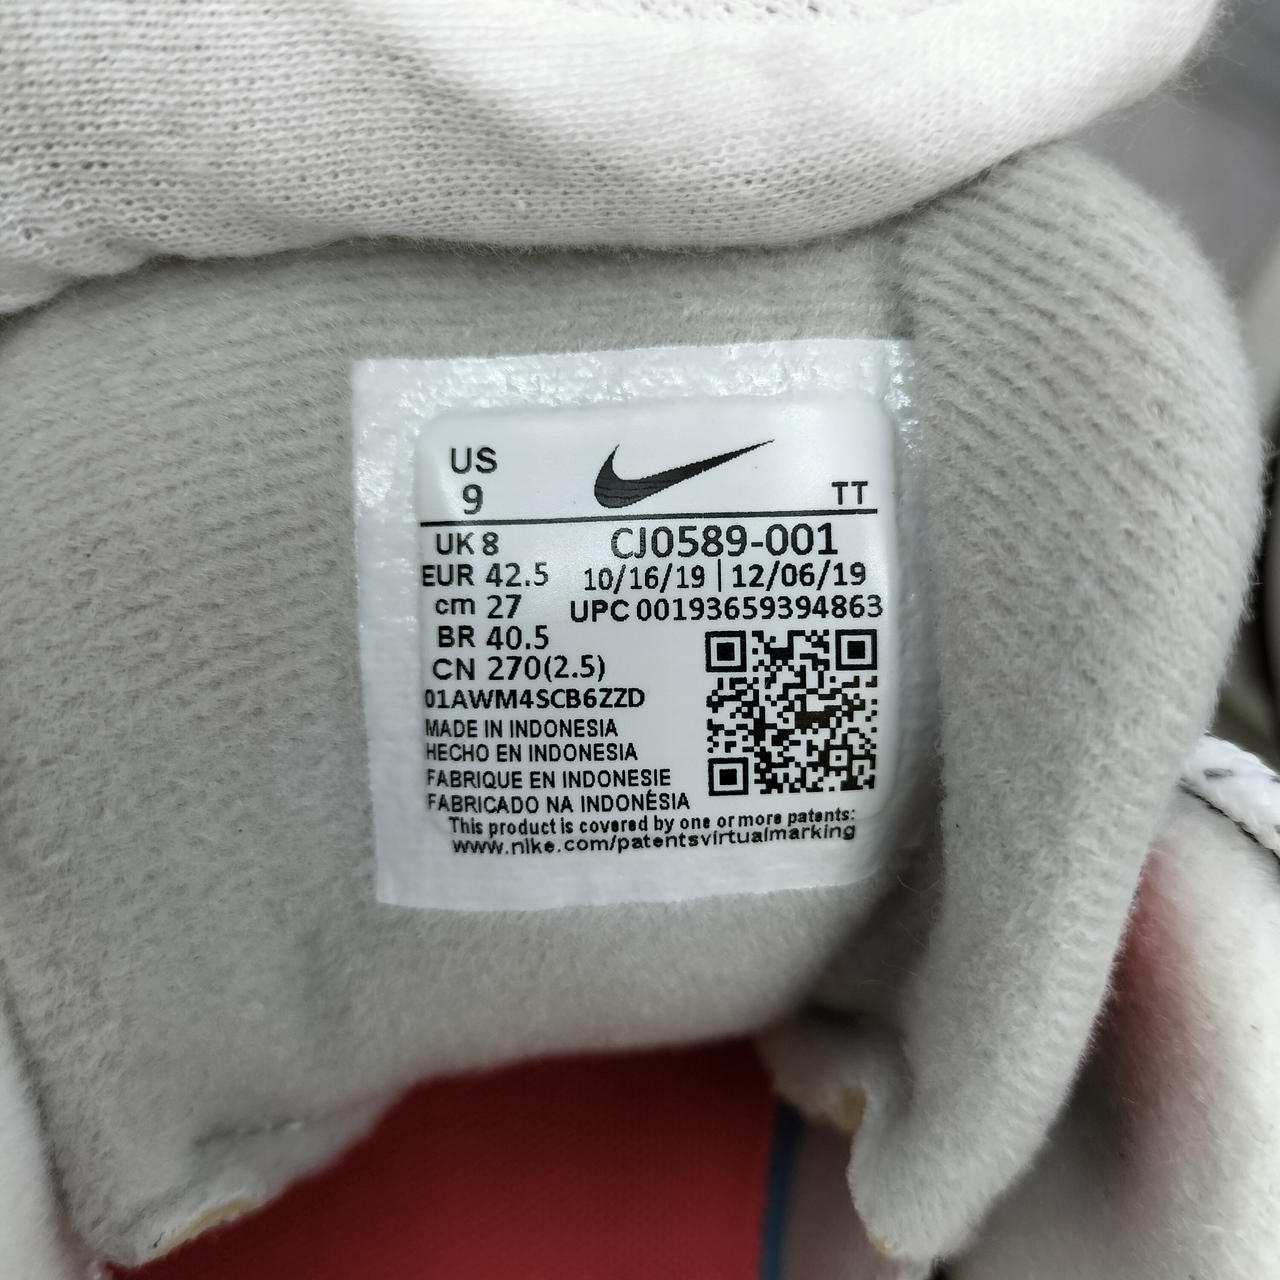 US
9
TT
UK 8
CJ0589-001
EUR 42.5
10/16/19 | 12/06/19
cm 27
UPC 00193659394863
BR 40.5
CN 270(2.5)
01AWM4SCB6ZZD
MADE IN INDONESIA
HECHO EN INDONESIA
FABRIQUE EN INDONESIE
FABRICADO NA INDONÉSIA
This product is covered by one or more patents:
www.nike.com/patentsvirtualmarking